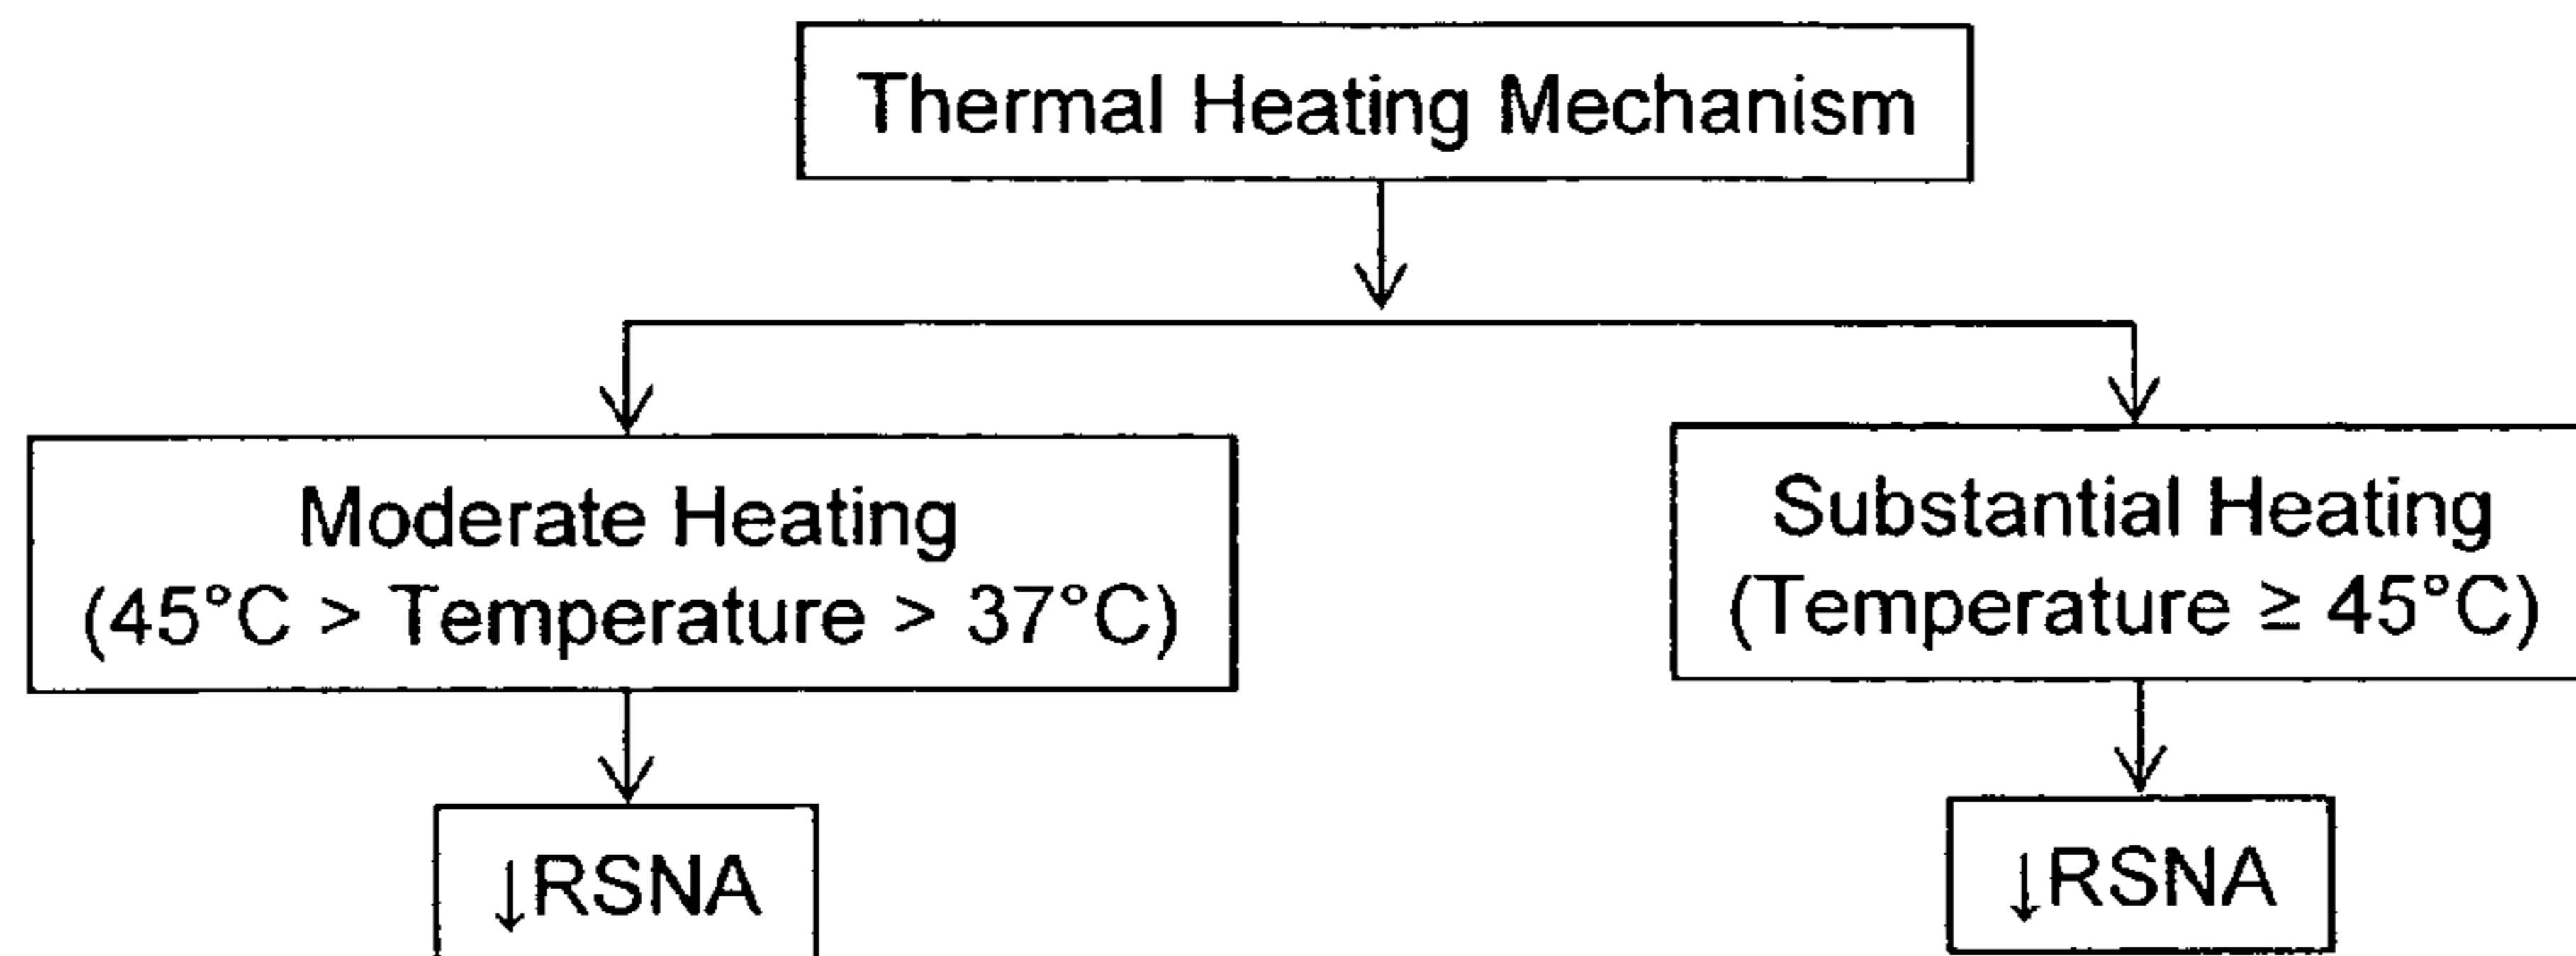 Thermal Heating Mechanism
Moderate Heating
(45°C > Temperature > 37°C)
Substantial Heating
(Temperature ≥ 45°C)
↓RSNA
↓RSNA